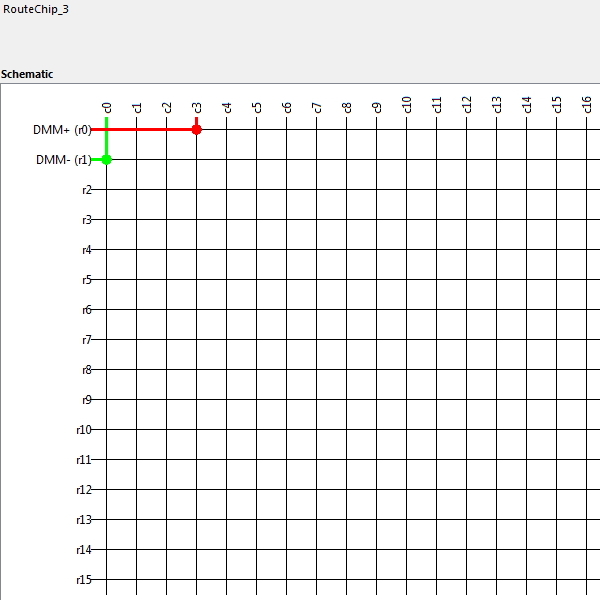 RouteChip_3
Schematic
c0 c1 c2 c3 c4 c5 c6 c7 c8 c9 c10 c11 c12 c13 c14 c15 c16
DMM+ (r0)
DMM- (r1)
r2
r3
r4
r5
r6
r7
r8
r9
r10
r11
r12
r13
r14
r15